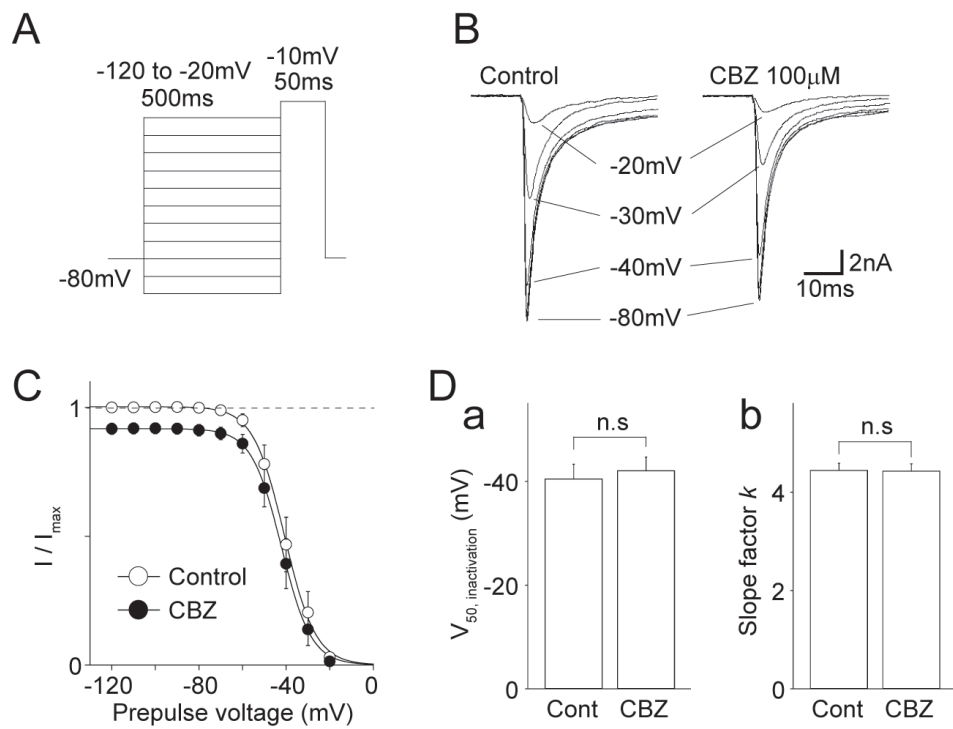 A
-120 to -20mV
500ms
-10mV
50ms
-80mV
B
Control
CBZ 100μM
-20mV
-30mV
-40mV
-80mV
2nA
10ms
C
I / Imax
1
0
Control
CBZ
-120
-80
-40
0
Prepulse voltage (mV)
D
a
n.s
V50, inactivation (mV)
-40
-20
0
Cont
CBZ
b
n.s
Slope factor k
4
2
0
Cont
CBZ